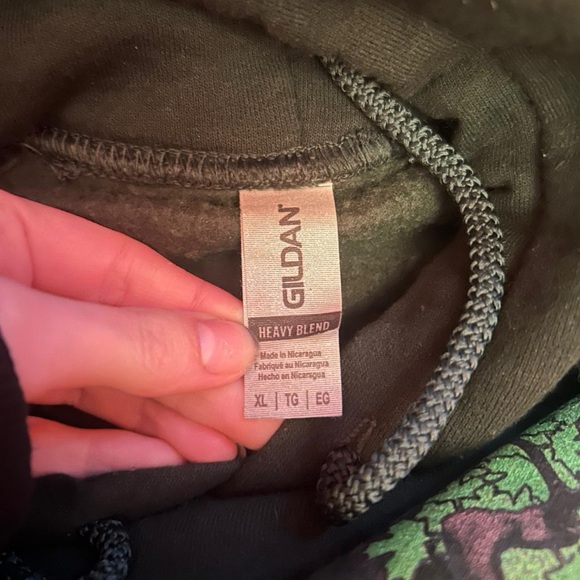 GILDAN
HEAVY BLEND
Made in Nicaragua
Fabriqué au Nicaragua
Hecho en Nicaragua
XL | TG | EG